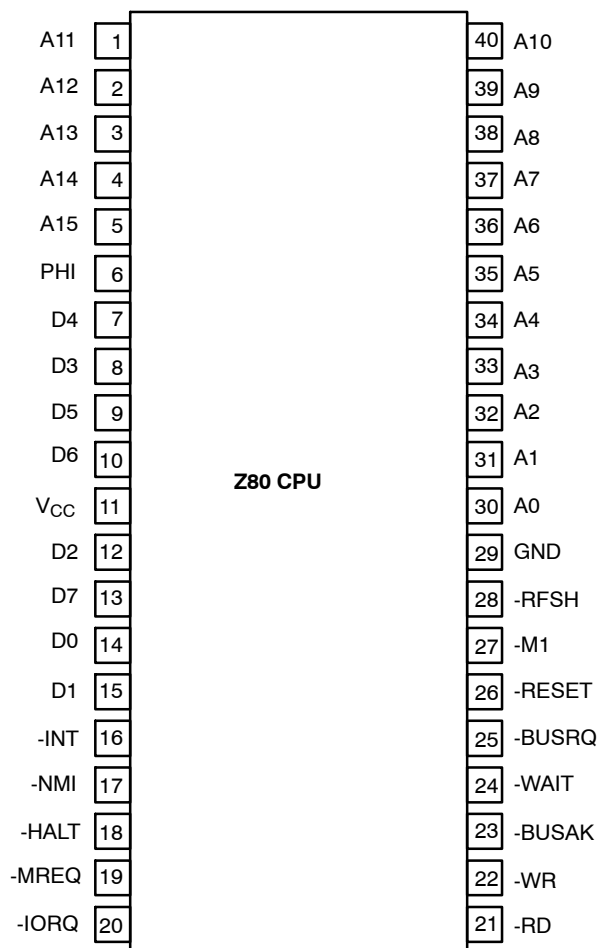 A11 1 40 A10
A12 2 39 A9
A13 3 38 A8
A14 4 37 A7
A15 5 36 A6
PHI 6 35 A5
D4 7 34 A4
D3 8 33 A3
D5 9 32 A2
D6 10 31 A1
Z80 CPU
VCC 11 30 A0
D2 12 29 GND
D7 13 28 -RFSH
D0 14 27 -M1
D1 15 26 -RESET
-INT 16 25 -BUSRQ
-NMI 17 24 -WAIT
-HALT 18 23 -BUSAK
-MREQ 19 22 -WR
-IORQ 20 21 -RD